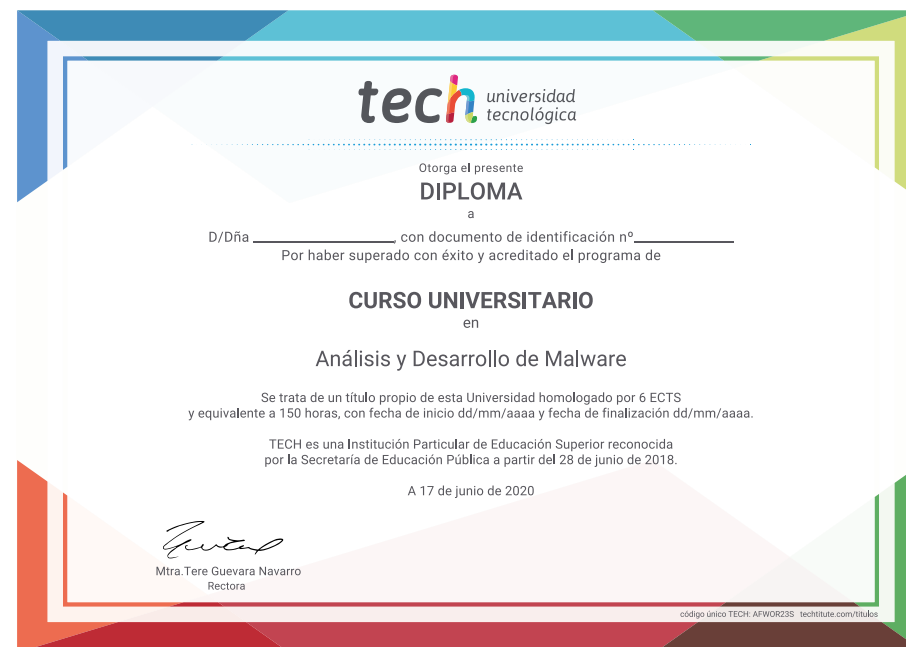 tech universidad
tecnológica
Otorga el presente
DIPLOMA
a
D/Dña ________________, con documento de identificación nº____________
Por haber superado con éxito y acreditado el programa de
CURSO UNIVERSITARIO
en
Análisis y Desarrollo de Malware
Se trata de un título propio de esta Universidad homologado por 6 ECTS
y equivalente a 150 horas, con fecha de inicio dd/mm/aaaa y fecha de finalización dd/mm/aaaa.
TECH es una Institución Particular de Educación Superior reconocida
por la Secretaría de Educación Pública a partir del 28 de junio de 2018.
A 17 de junio de 2020
Mtra.Tere Guevara Navarro
Rectora
código único TECH: AFWOR23S techtitute.com/titulos